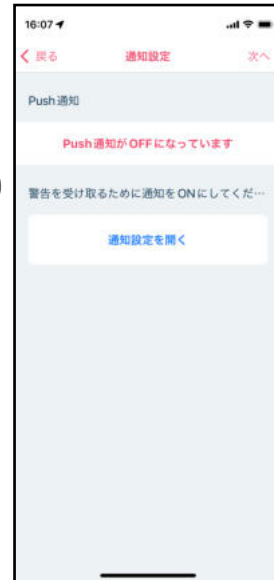 16:07
戻る 通知設定 次へ
Push通知
Push通知がOFFになっています
警告を受け取るために通知をONにしてくだ…
通知設定を開く